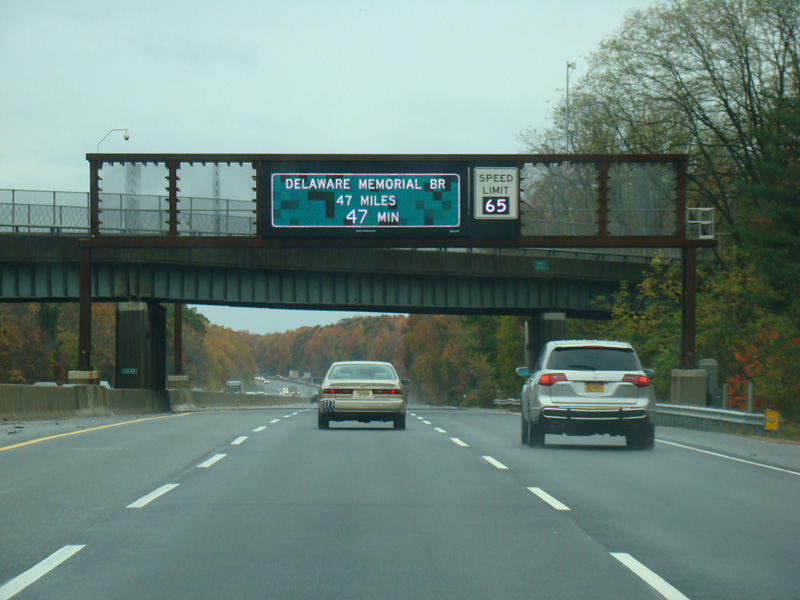 DELAWARE MEMORIAL BR
47 MILES
47 MIN
SPEED
LIMIT
65